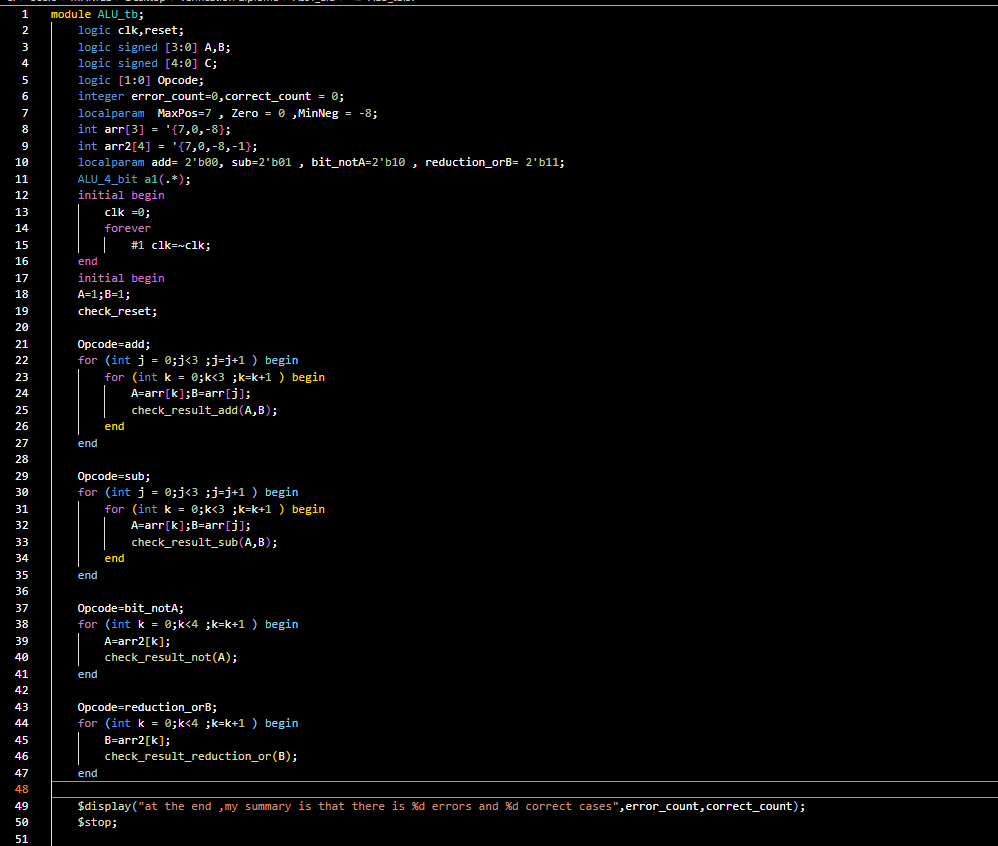 1 module ALU_tb;
2 logic clk,reset;
3 logic signed [3:0] A,B;
4 logic signed [4:0] C;
5 logic [1:0] Opcode;
6 integer error_count=0,correct_count = 0;
7 localparam  MaxPos=7 , Zero = 0 ,MinNeg = -8;
8 int arr[3] = '{7,0,-8};
9 int arr2[4] = '{7,0,-8,-1};
10 localparam add= 2'b00, sub=2'b01 , bit_notA=2'b10 , reduction_orB= 2'b11;
11 ALU_4_bit a1(.*);
12 initial begin
13 clk =0;
14 forever
15 #1 clk=~clk;
16 end
17 initial begin
18 A=1;B=1;
19 check_reset;
20
21 Opcode=add;
22 for (int j = 0;j<3 ;j=j+1 ) begin
23 for (int k = 0;k<3 ;k=k+1 ) begin
24 A=arr[k];B=arr[j];
25 check_result_add(A,B);
26 end
27 end
28
29 Opcode=sub;
30 for (int j = 0;j<3 ;j=j+1 ) begin
31 for (int k = 0;k<3 ;k=k+1 ) begin
32 A=arr[k];B=arr[j];
33 check_result_sub(A,B);
34 end
35 end
36
37 Opcode=bit_notA;
38 for (int k = 0;k<4 ;k=k+1 ) begin
39 A=arr2[k];
40 check_result_not(A);
41 end
42
43 Opcode=reduction_orB;
44 for (int k = 0;k<4 ;k=k+1 ) begin
45 B=arr2[k];
46 check_result_reduction_or(B);
47 end
48
49 $display("at the end ,my summary is that there is %d errors and %d correct cases",error_count,correct_count);
50 $stop;
51